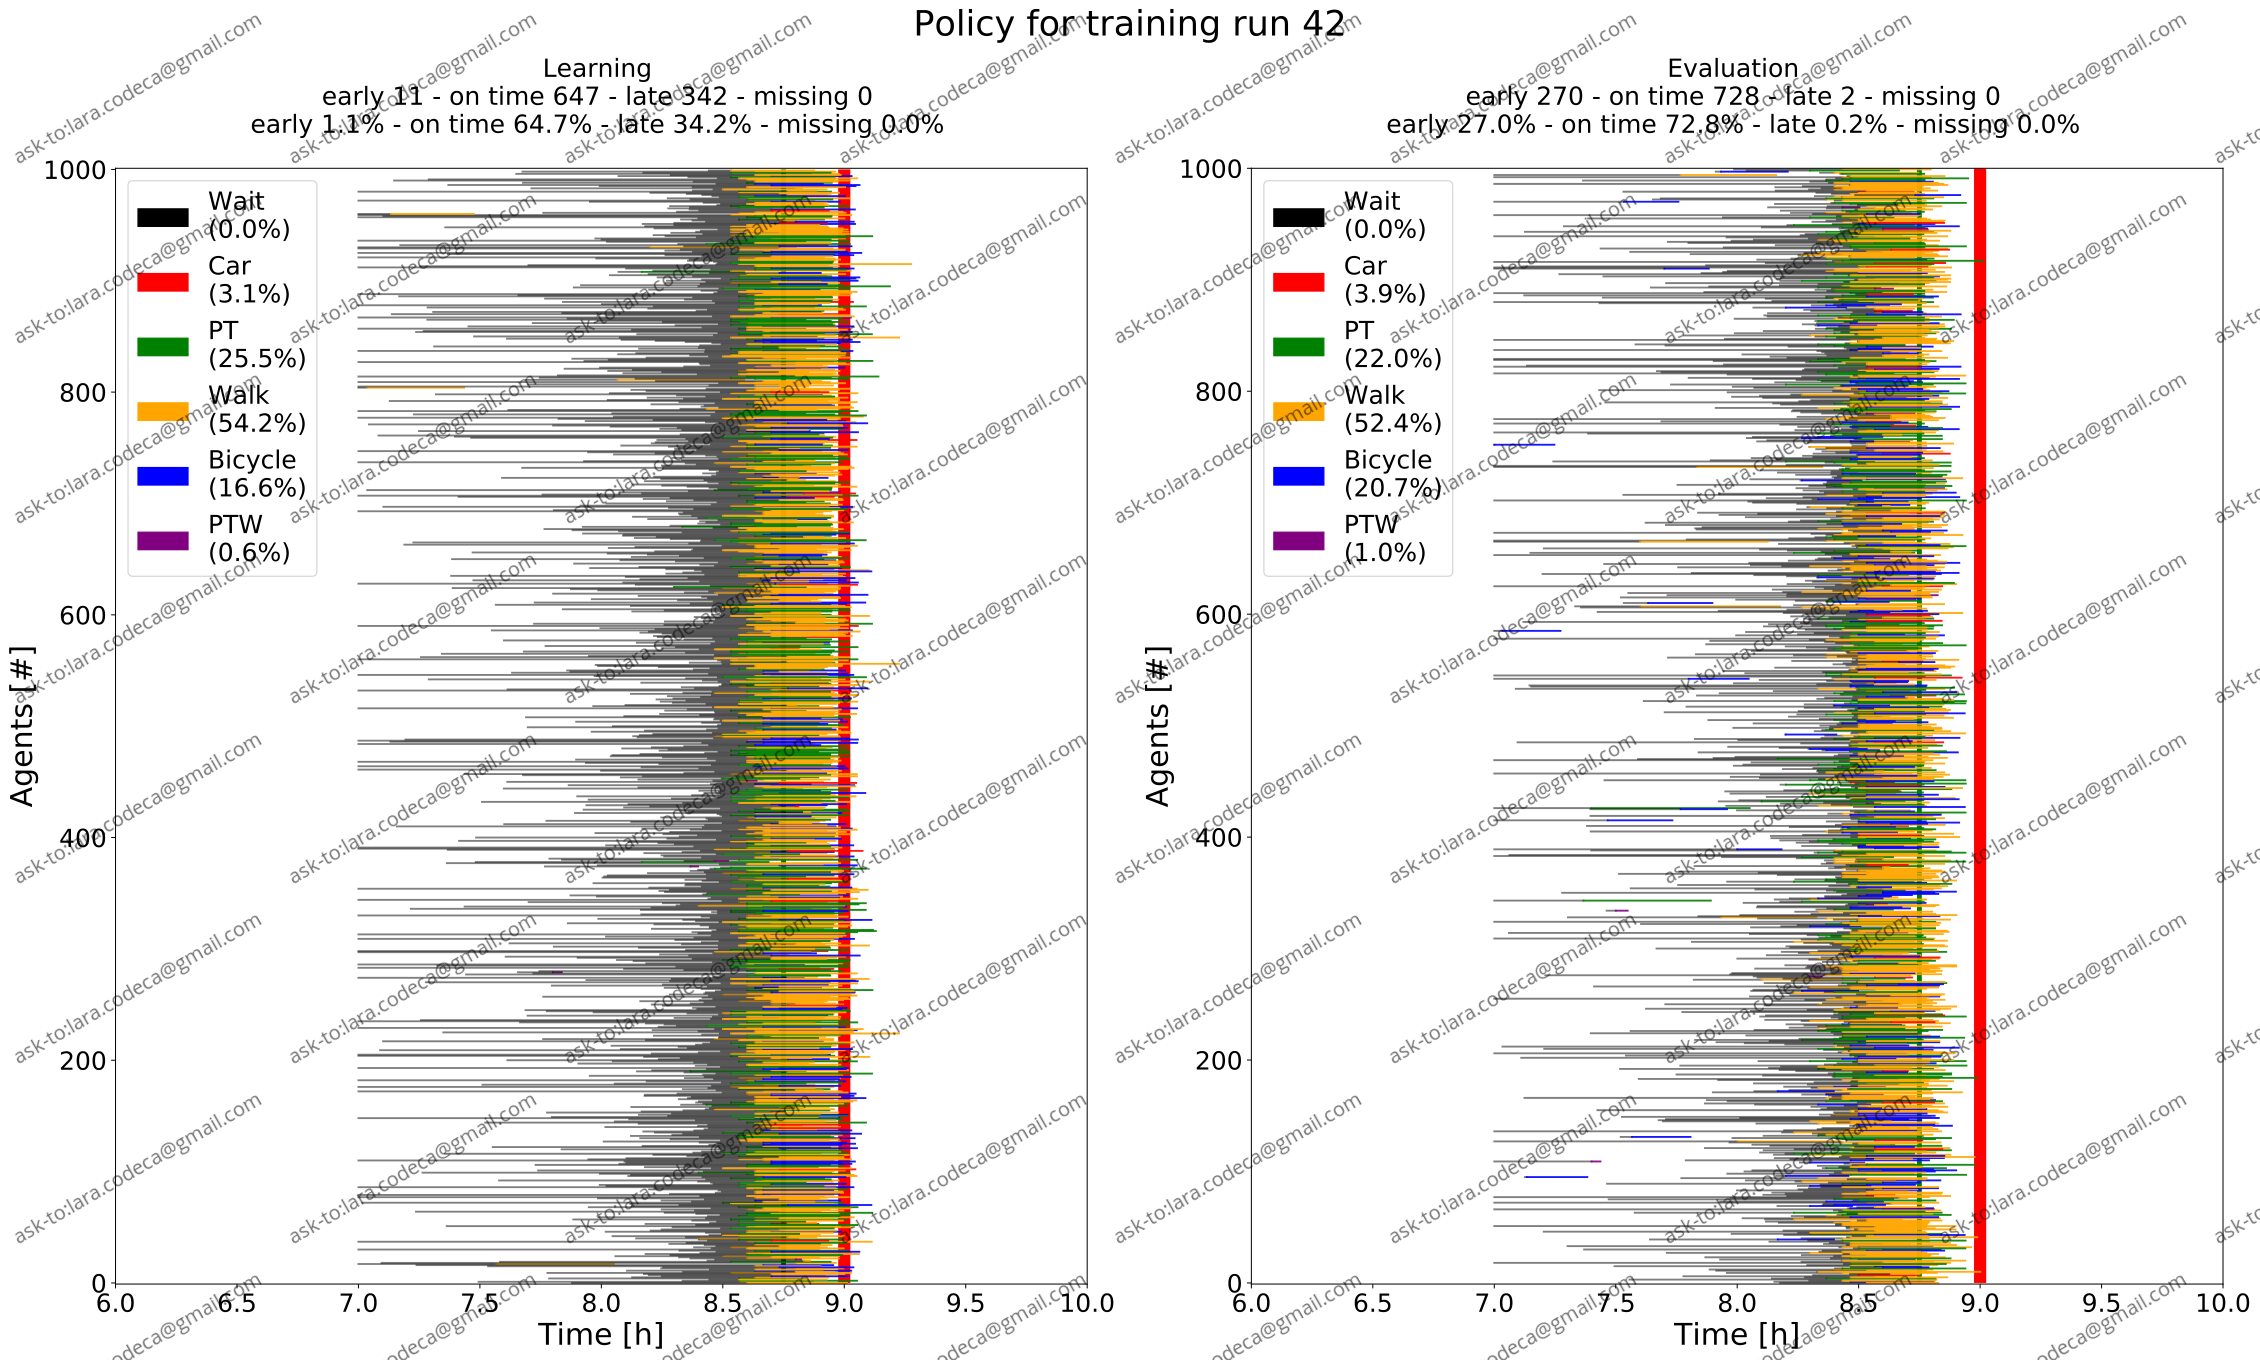 Policy for training run 42
Learning
early 11 - on time 647 - late 342 - missing 0
early 1.1% - on time 64.7% - late 34.2% - missing 0.0%
1000
800
600
400
200
0
Agents [#]
Wait
(0.0%)
Car
(3.1%)
PT
(25.5%)
Walk
(54.2%)
Bicycle
(16.6%)
PTW
(0.6%)
6.0 6.5 7.0 7.5 8.0 8.5 9.0 9.5 10.0
Time [h]
Evaluation
early 270 - on time 728 - late 2 - missing 0
early 27.0% - on time 72.8% - late 0.2% - missing 0.0%
1000
800
600
400
200
0
Agents [#]
Wait
(0.0%)
Car
(3.9%)
PT
(22.0%)
Walk
(52.4%)
Bicycle
(20.7%)
PTW
(1.0%)
6.0 6.5 7.0 7.5 8.0 8.5 9.0 9.5 10.0
Time [h]
ask-to:lara.codeca@gmail.com